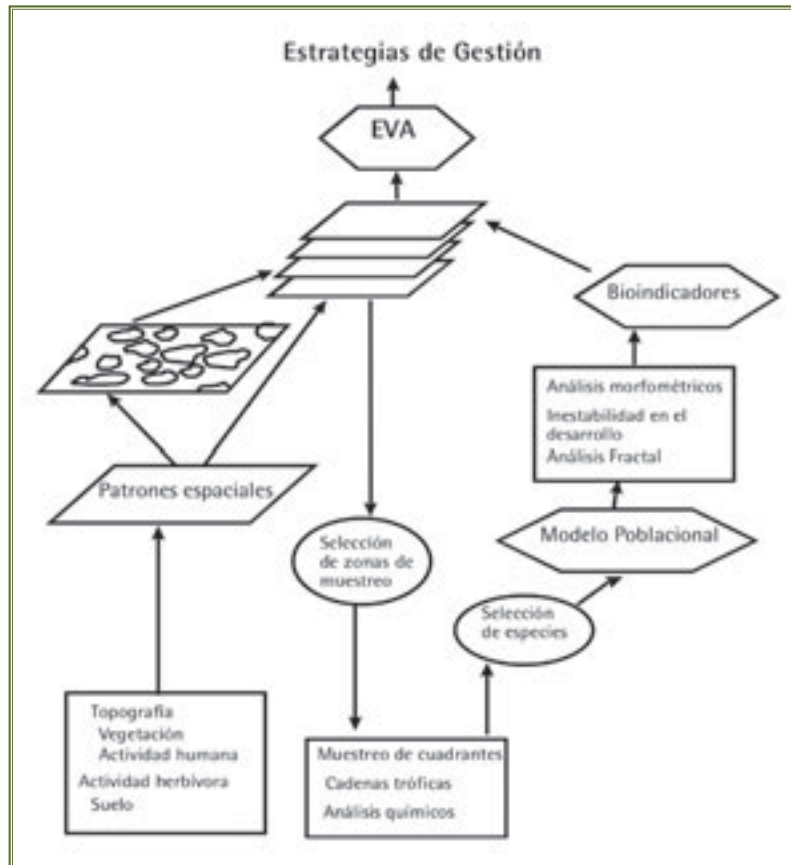 Estrategias de Gestión
EVA
Bioindicadores
Análisis morfométricos
Inestabilidad en el
desarrollo
Análisis Fractal
Patrones espaciales
Selección
de zonas de
muestreo
Modelo Poblacional
Selección
de especies
Topografía
Vegetación
Actividad humana
Actividad herbívora
Suelo
Muestreo de cuadrantes
Cadenas tróficas
Análisis químicos